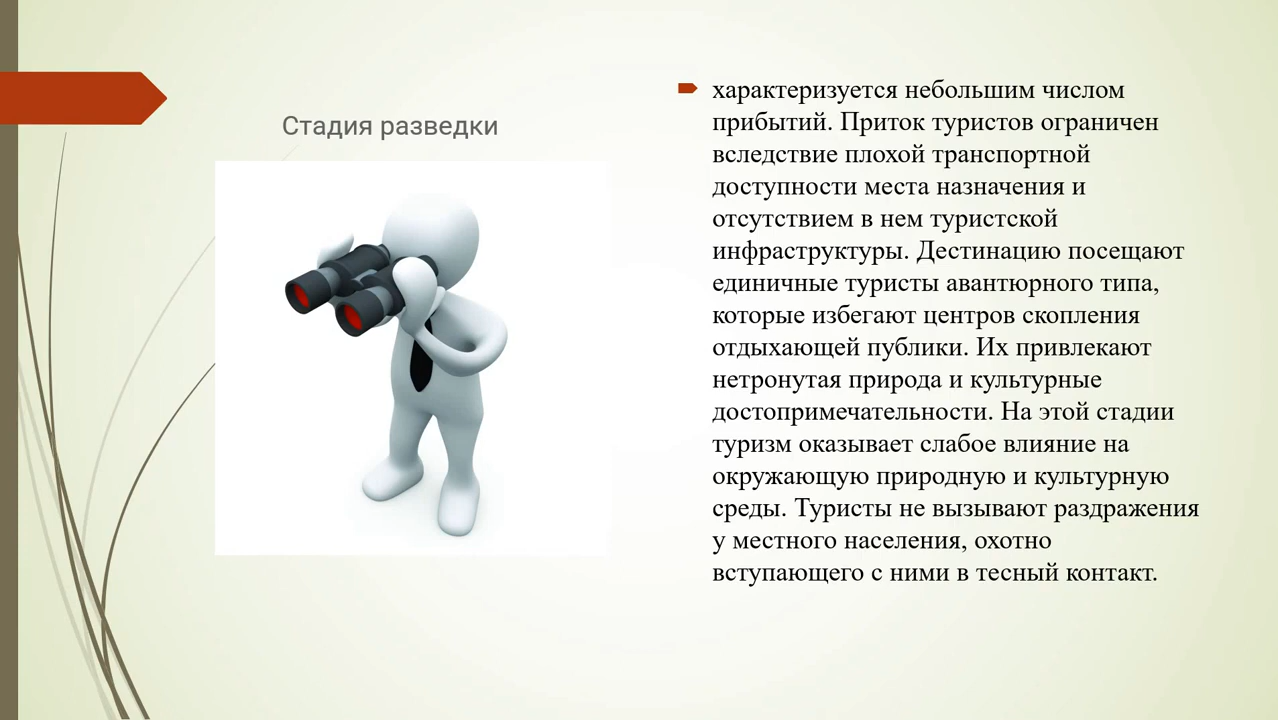 Стадия разведки
характеризуется небольшим числом
прибытий. Приток туристов ограничен
вследствие плохой транспортной
доступности места назначения и
отсутствием в нем туристской
инфраструктуры. Дестинацию посещают
единичные туристы авантюрного типа,
которые избегают центров скопления
отдыхающей публики. Их привлекают
нетронутая природа и культурные
достопримечательности. На этой стадии
туризм оказывает слабое влияние на
окружающую природную и культурную
среды. Туристы не вызывают раздражения
у местного населения, охотно
вступающего с ними в тесный контакт.